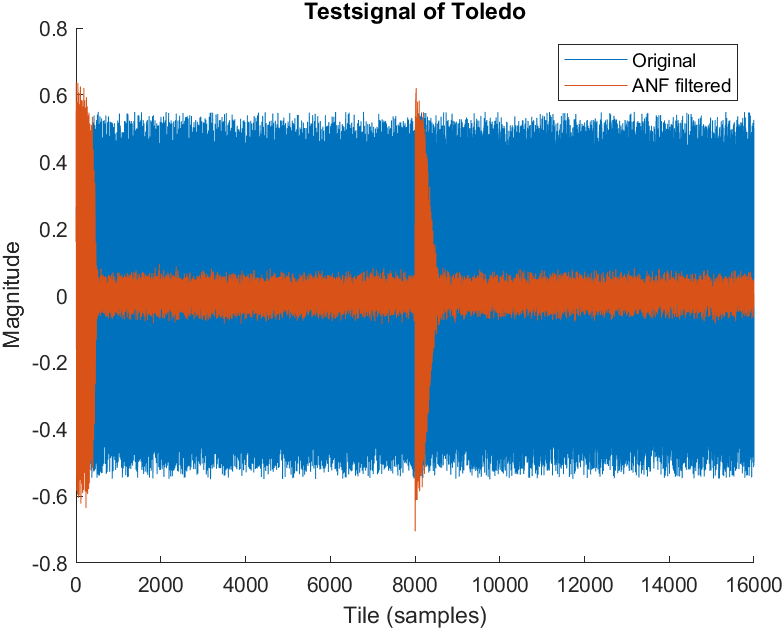 Testsignal of Toledo
Original
ANF filtered
0.8
0.6
0.4
0.2
0
-0.2
-0.4
-0.6
-0.8
Magnitude
0 2000 4000 6000 8000 10000 12000 14000 16000
Tile (samples)